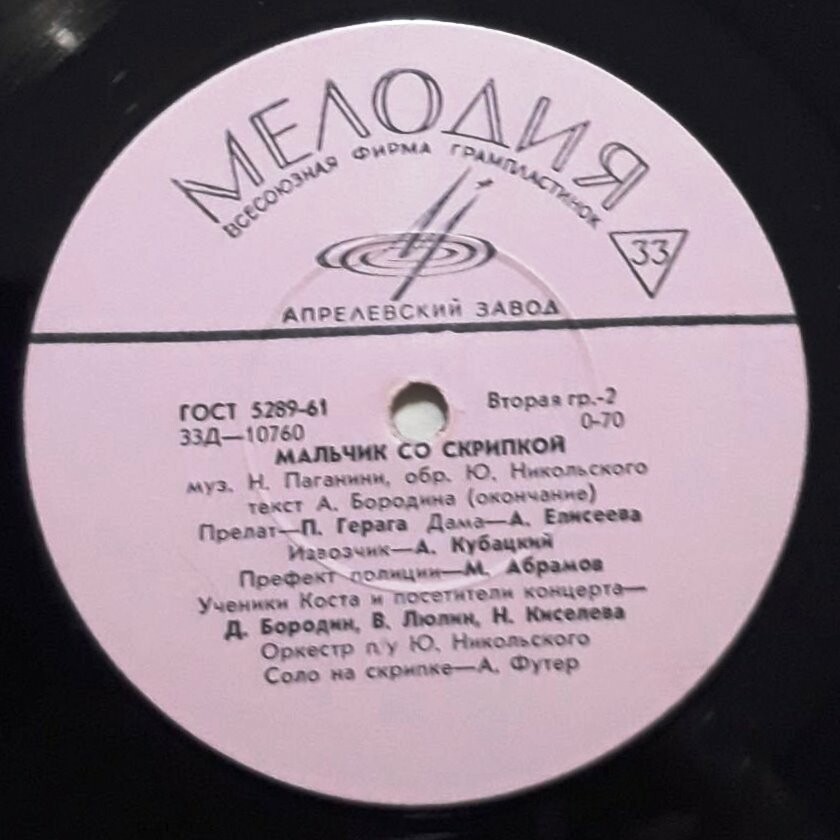 МЕЛОДИЯ
ВСЕСОЮЗНАЯ ФИРМА ГРАМПЛАСТИНОК
33
АПРЕЛЕВСКИЙ ЗАВОД
ГОСТ 5289-61
Вторая гр.-2
33Д—10760
0-70
МАЛЬЧИК СО СКРИПКОЙ
муз. Н. Паганини, обр. Ю. Никольского
текст А. Бородина (окончание)
Прелат—П. Герага Дама—А. Елисеева
Извозчик—А. Кубацкий
Префект полиции—М. Абрамов
Ученики Коста и посетители концерта—
Д. Бородин, В. Люлин, Н. Киселева
Оркестр п/у Ю. Никольского
Соло на скрипке—А. Футер